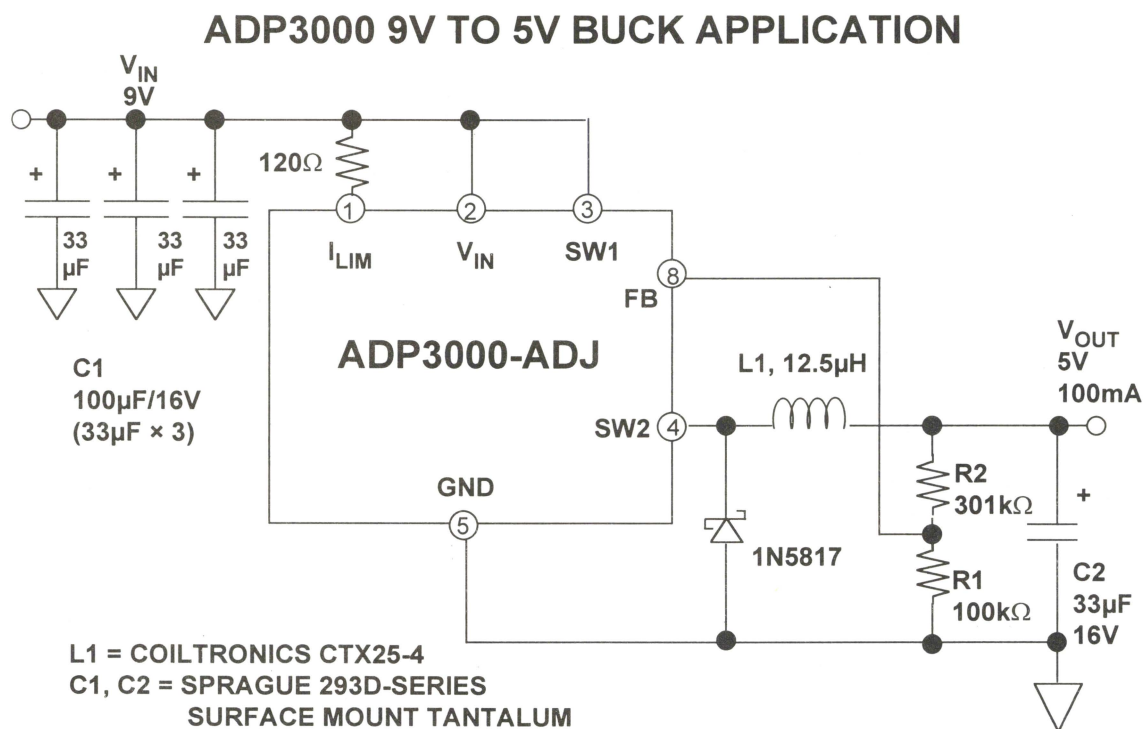 ADP3000 9V TO 5V BUCK APPLICATION
VIN
9V
120Ω
+
+
+
33
µF
33
µF
33
µF
1
2
3
ILIM
VIN
SW1
8
FB
ADP3000-ADJ
C1
100µF/16V
(33µF × 3)
L1, 12.5µH
VOUT
5V
100mA
SW2
4
GND
5
R2
301kΩ
+
1N5817
R1
100kΩ
C2
33µF
16V
L1 = COILTRONICS CTX25-4
C1, C2 = SPRAGUE 293D-SERIES
SURFACE MOUNT TANTALUM